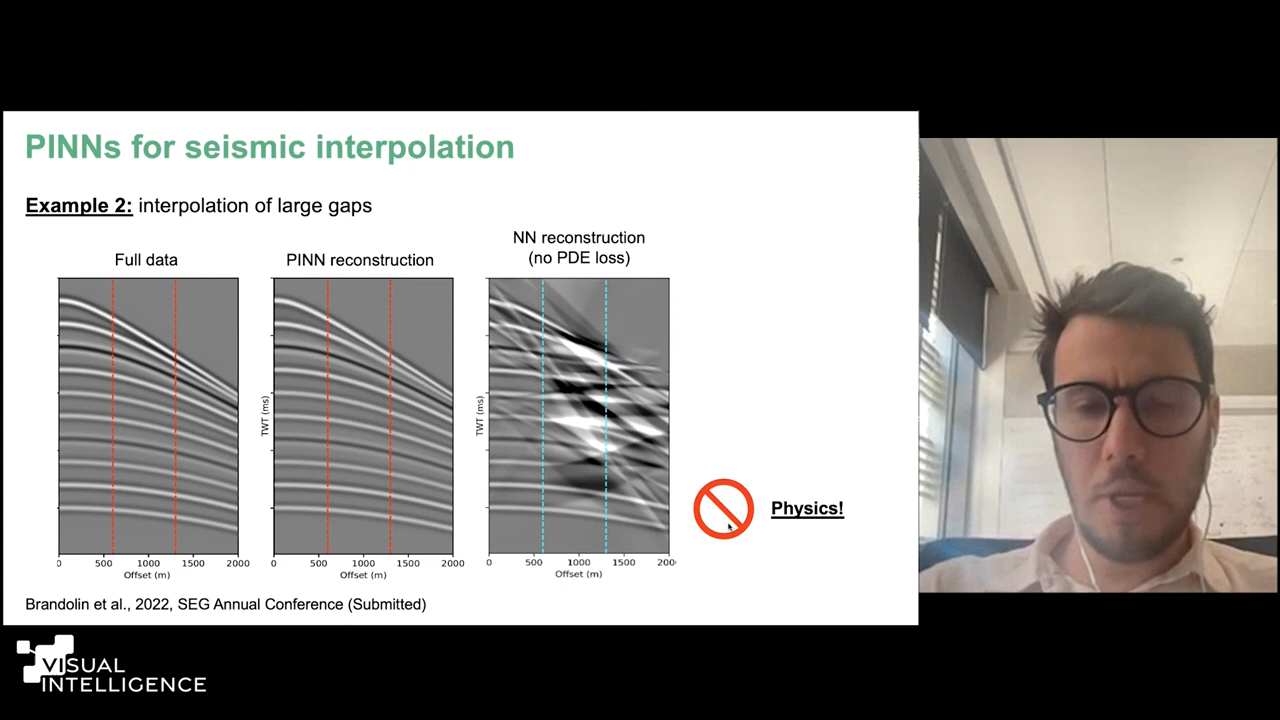 PINNs for seismic interpolation
Example 2: interpolation of large gaps
Full data
PINN reconstruction
NN reconstruction
(no PDE loss)
TWT (ms)
TWT (ms)
0 500 1000 1500 2000
Offset (m)
0 500 1000 1500 2000
Offset (m)
0 500 1000 1500 200
Offset (m)
Physics!
Brandolin et al., 2022, SEG Annual Conference (Submitted)
VISUAL
INTELLIGENCE